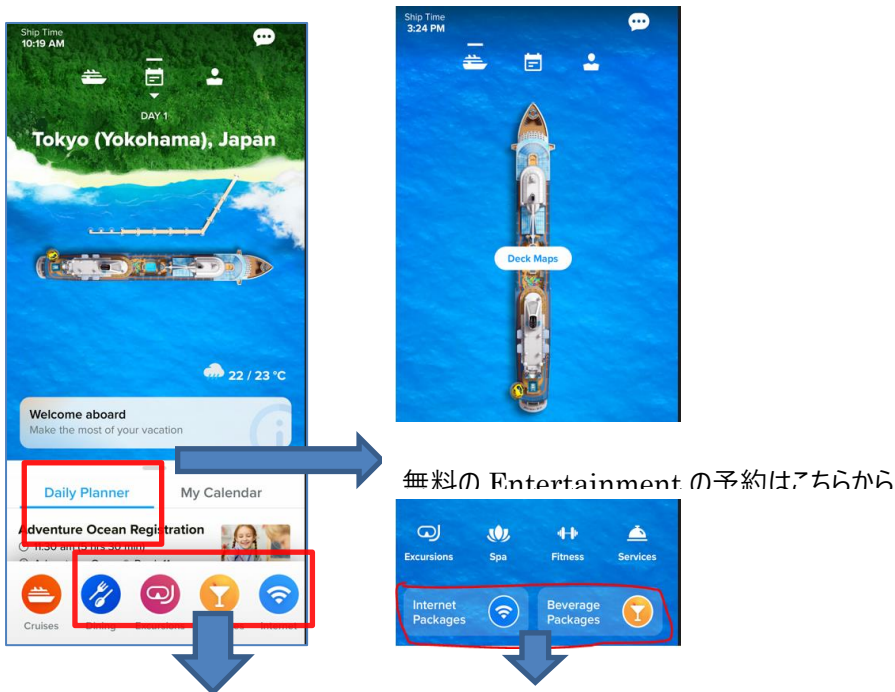 Ship Time
10:19 AM
DAY 1
Tokyo (Yokohama), Japan
22 / 23 °C
Welcome aboard
Make the most of your vacation
Daily Planner
My Calendar
Adventure Ocean Registration
Cruises
Dining
Excursions
Internet
Ship Time
3:24 PM
Deck Maps
無料の Entertainment の予約はこちらから
Excursions
Spa
Fitness
Services
Internet
Packages
Beverage
Packages